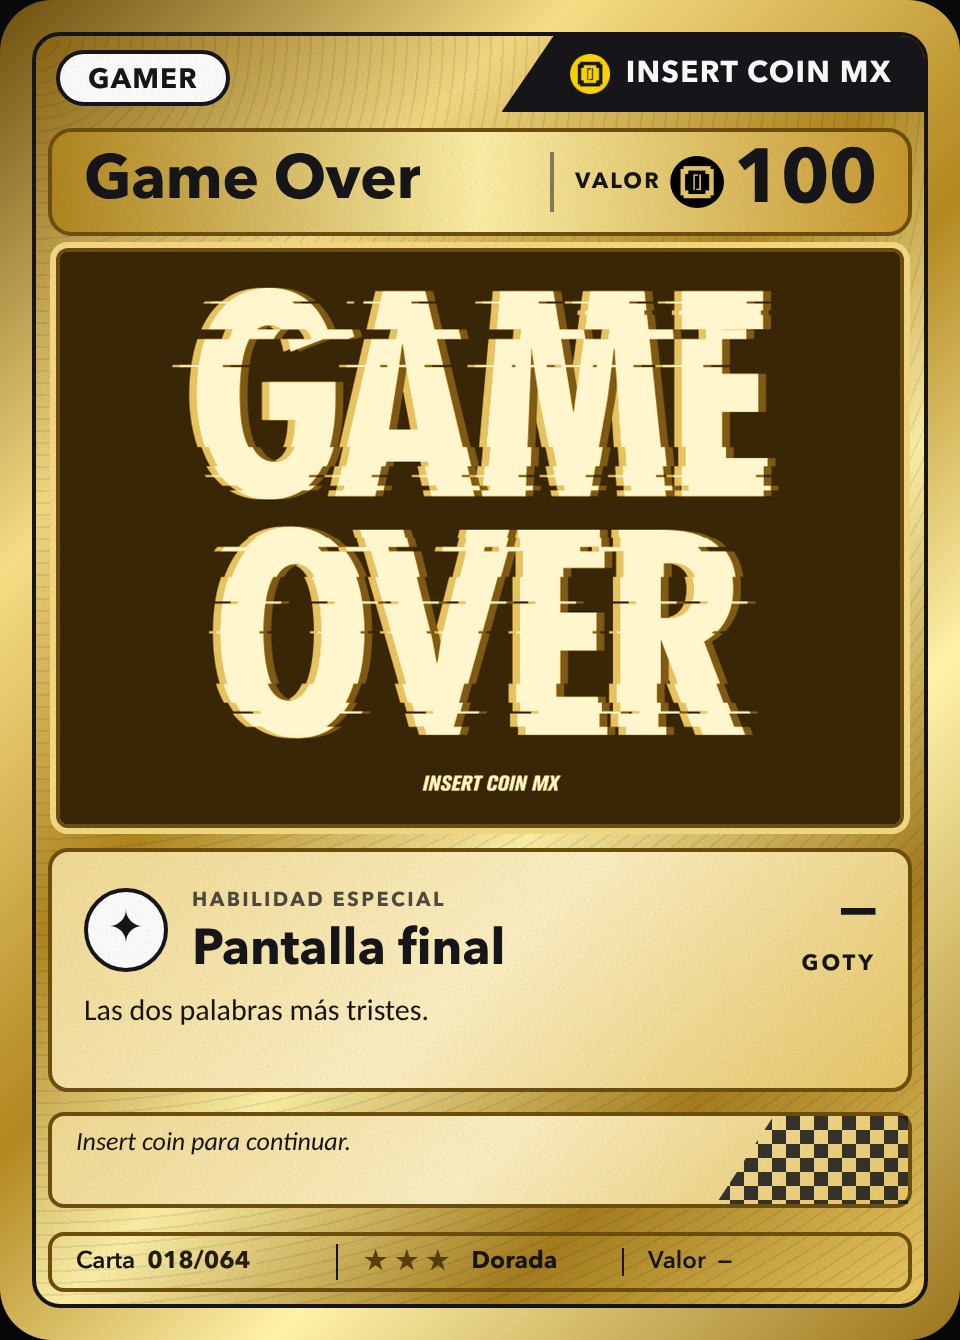 GAMER
INSERT COIN MX
Game Over
VALOR 100
GAME
OVER
INSERT COIN MX
HABILIDAD ESPECIAL
Pantalla final
—
GOTY
Las dos palabras más tristes.
Insert coin para continuar.
Carta 018/064 ★★★ Dorada Valor –